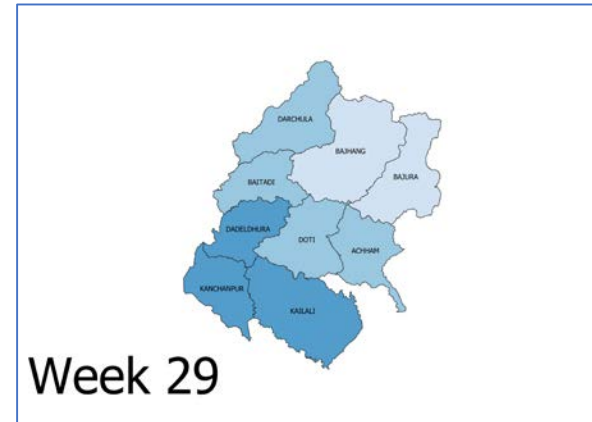 DARCHULA
BAJHANG
BAJURA
BAITADI
DADELDHURA
DOTI
ACHHAM
KANCHANPUR
KAILALI
Week 29